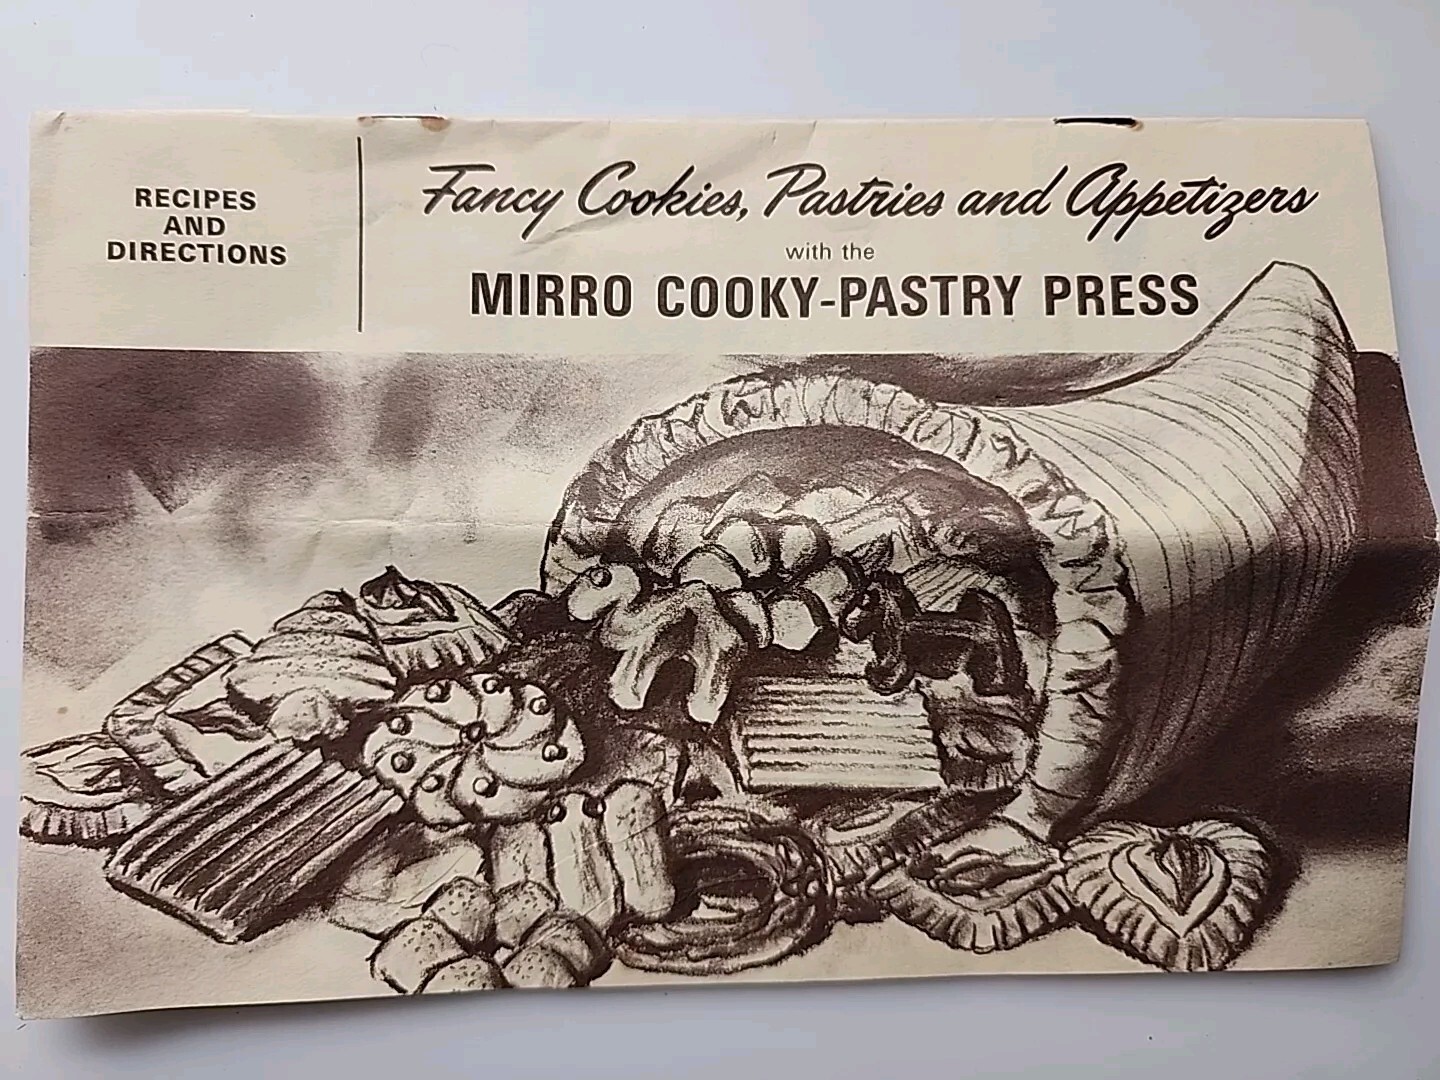 RECIPES
AND
DIRECTIONS
Fancy Cookies, Pastries and Appetizers
with the
MIRRO COOKY-PASTRY PRESS